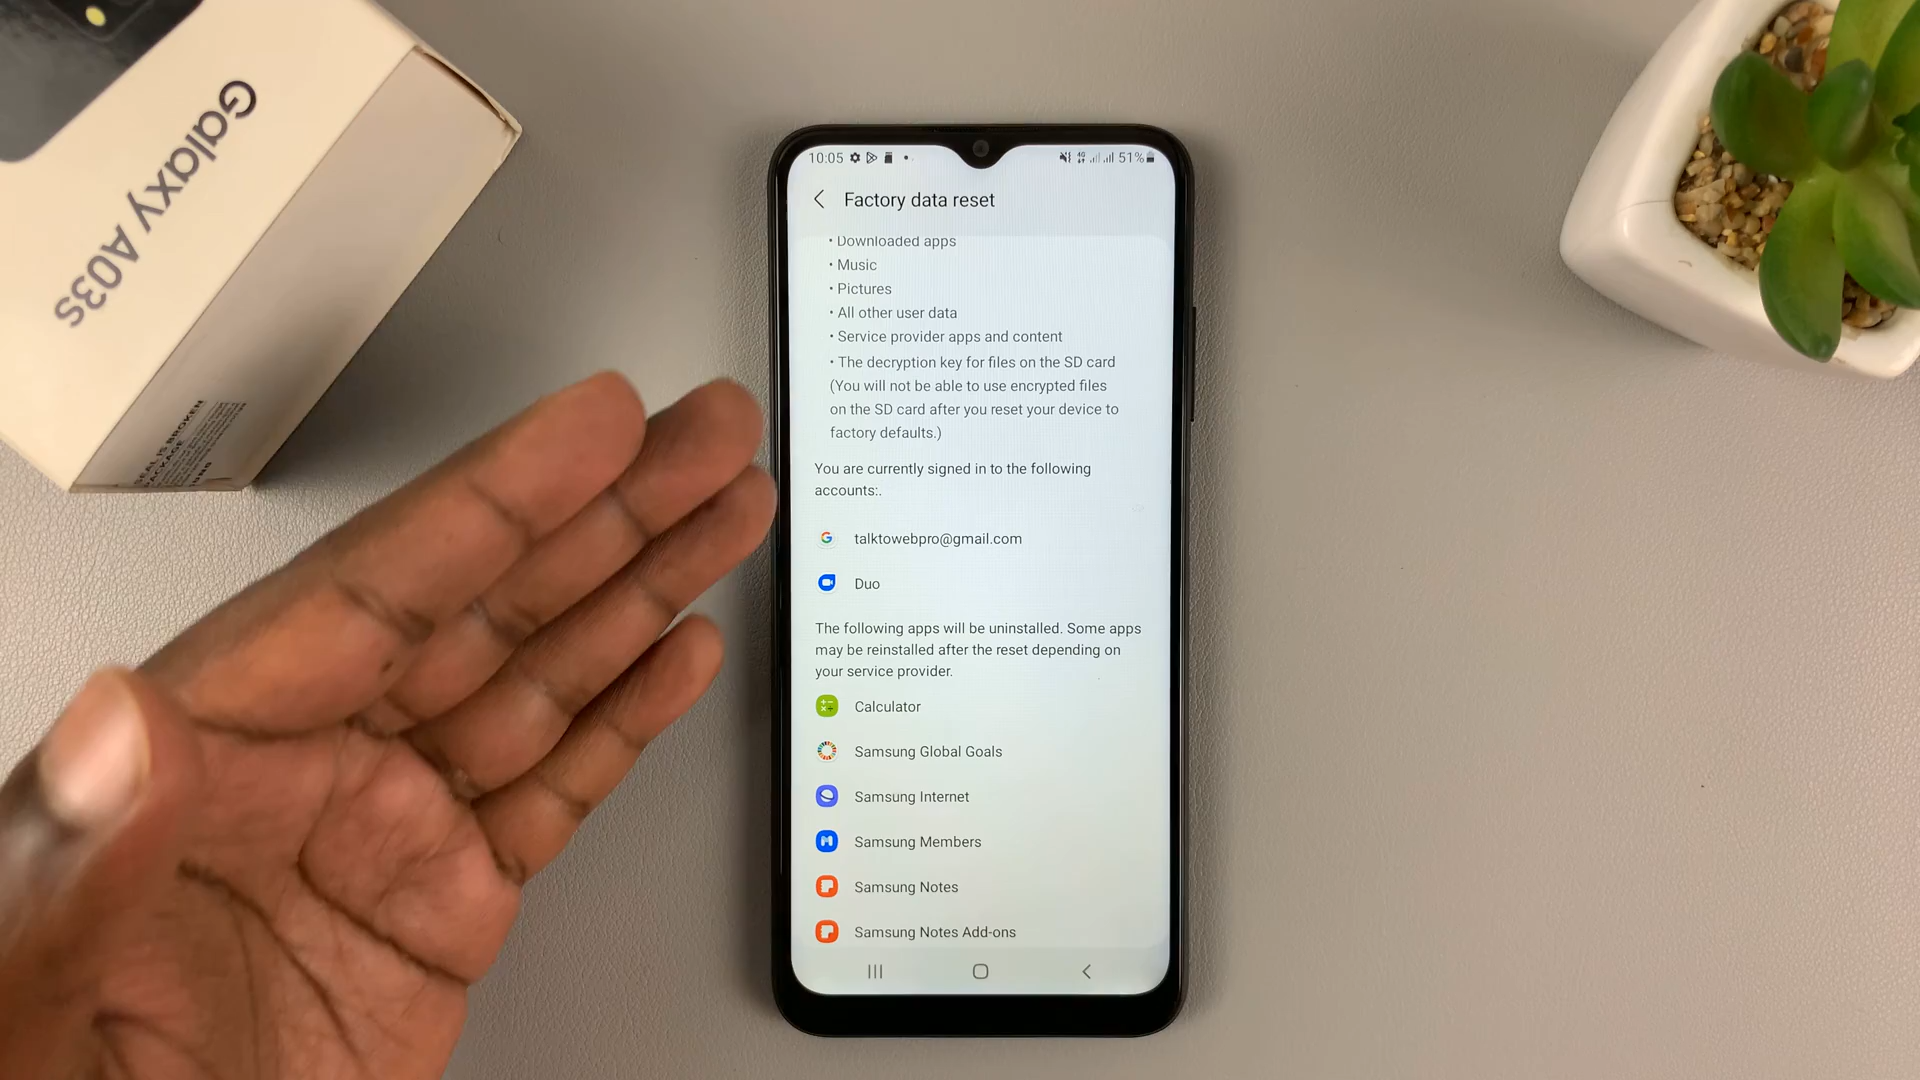 Galaxy A03s
SEAL IS BROKEN
PACKAGE
10:05
51%
Factory data reset
• Downloaded apps
• Music
• Pictures
• All other user data
• Service provider apps and content
• The decryption key for files on the SD card
(You will not be able to use encrypted files
on the SD card after you reset your device to
factory defaults.)
You are currently signed in to the following
accounts:.
talktowebpro@gmail.com
Duo
The following apps will be uninstalled. Some apps
may be reinstalled after the reset depending on
your service provider.
Calculator
Samsung Global Goals
Samsung Internet
Samsung Members
Samsung Notes
Samsung Notes Add-ons